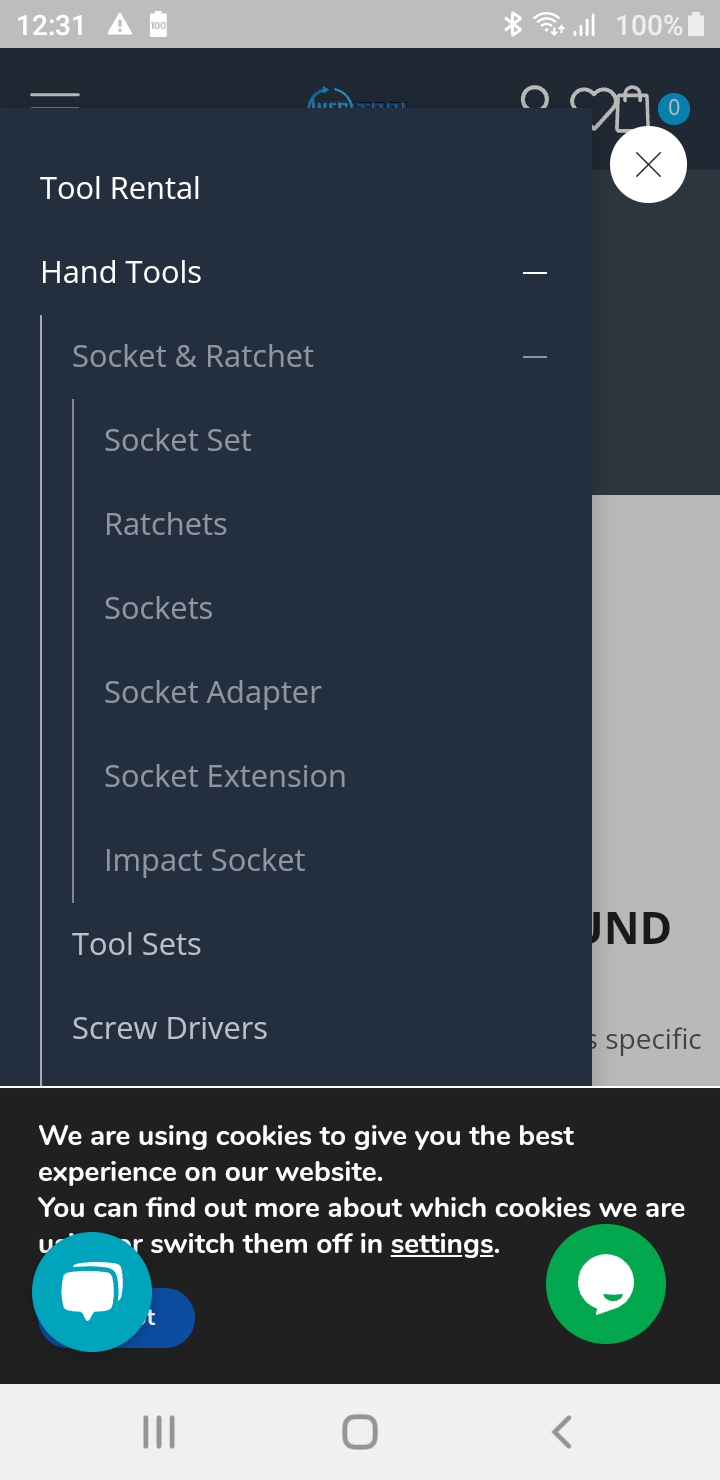 12:31 100 100%
0
Tool Rental
Hand Tools
Socket & Ratchet
Socket Set
Ratchets
Sockets
Socket Adapter
Socket Extension
Impact Socket
Tool Sets
Screw Drivers
specific
We are using cookies to give you the best
experience on our website.
You can find out more about which cookies we are
or switch them off in settings.